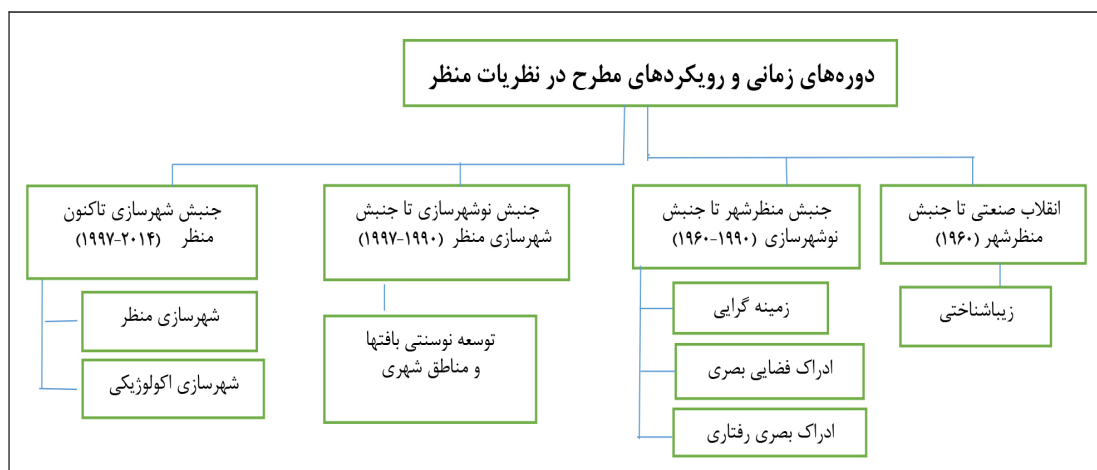 دوره‌های زمانی و رویکردهای مطرح در نظریات منظر
انقلاب صنعتی تا جنبش
منظرشهر (۱۹۶۰)
زیباشناختی
جنبش منظرشهر تا جنبش
نوشهرسازی (۱۹۹۰-۱۹۶۰)
زمینه گرایی
ادراک فضایی بصری
ادراک بصری رفتاری
جنبش نوشهرسازی تا جنبش
شهرسازی منظر (۱۹۹۰-۱۹۹۷)
توسعه نوسنتی بافتها
و مناطق شهری
جنبش شهرسازی تاکنون
منظر (۲۰۱۴-۱۹۹۷)
شهرسازی منظر
شهرسازی اکولوژیکی